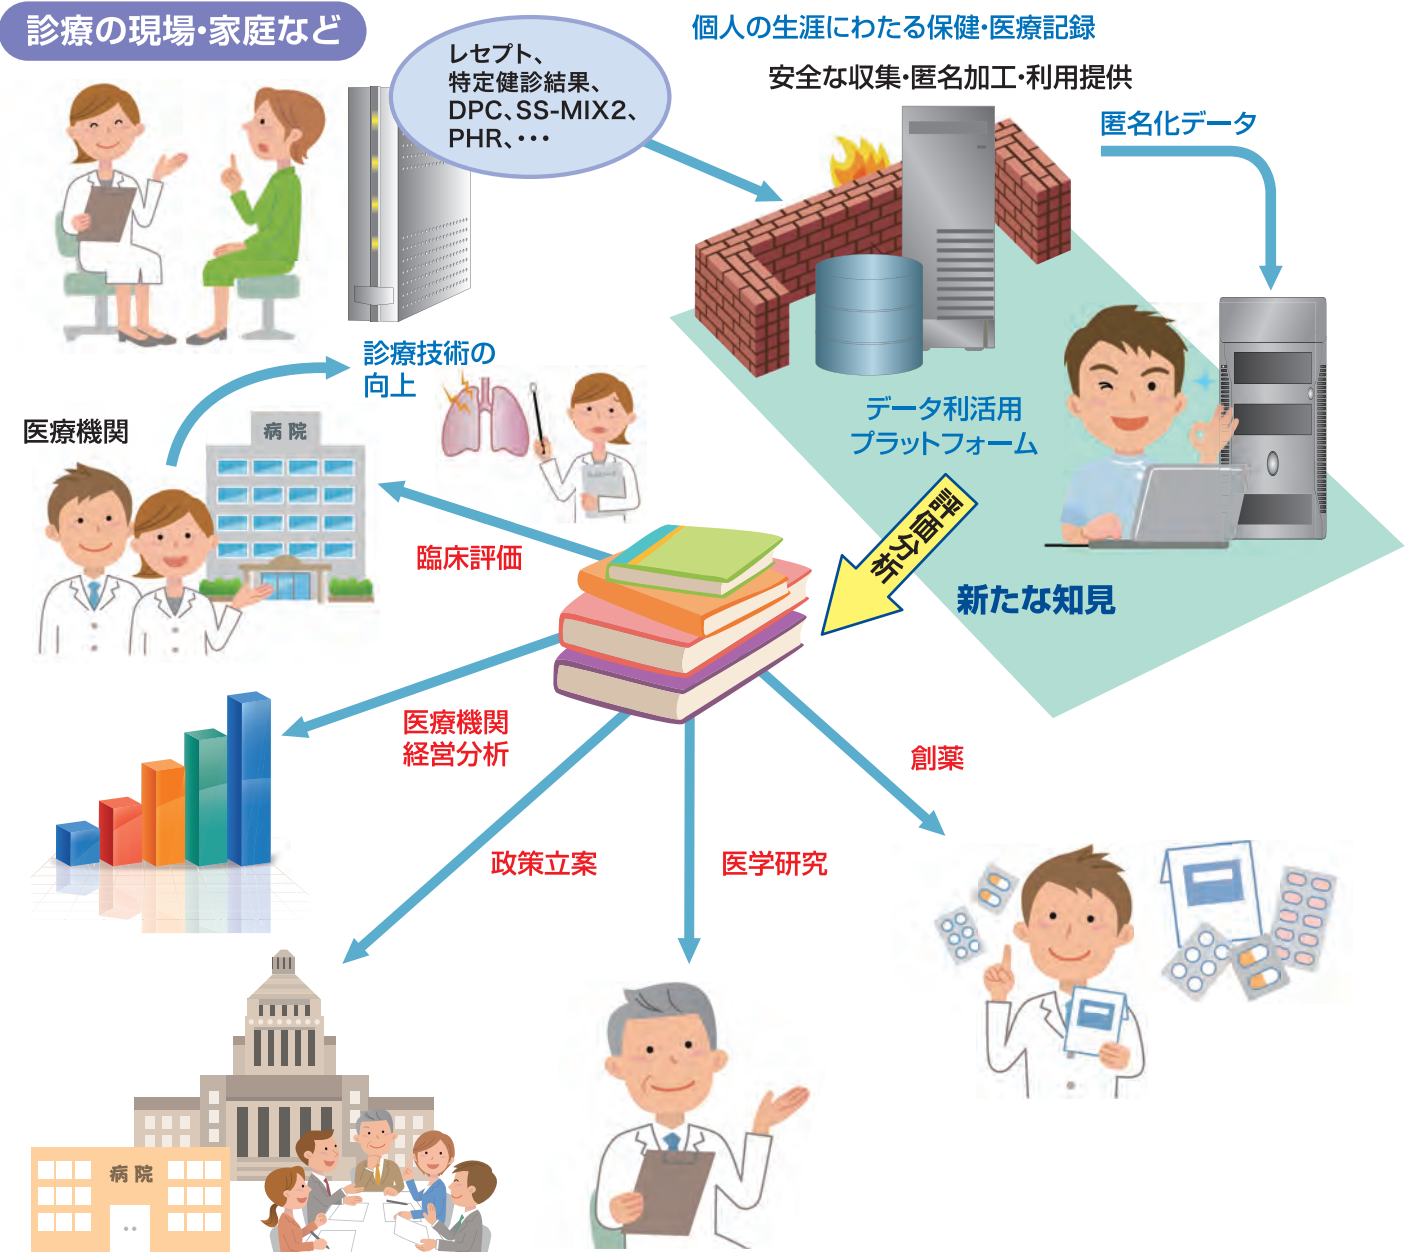 診療の現場・家庭など
レセプト、
特定健診結果、
DPC、SS-MIX2、
PHR、・・・
個人の生涯にわたる保健・医療記録
安全な収集・匿名加工・利用提供
匿名化データ
診療技術の
向上
医療機関
病院
データ利活用
プラットフォーム
評価分析
新たな知見
臨床評価
医療機関
経営分析
創薬
政策立案
医学研究
病院